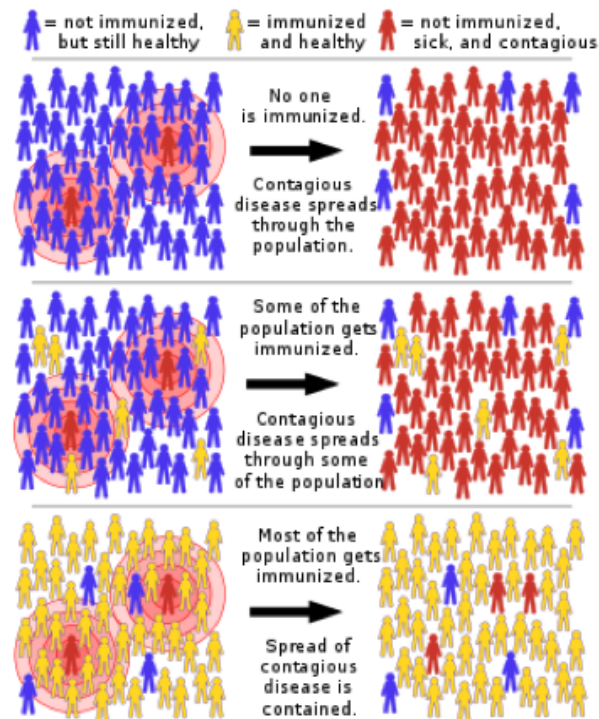 = not immunized, but still healthy
= immunized and healthy
= not immunized, sick, and contagious
No one
is immunized.
Contagious
disease spreads
through the
population.
Some of the
population gets
immunized.
Contagious
disease spreads
through some
of the population
Most of the
population gets
immunized.
Spread of
contagious
disease is
contained.